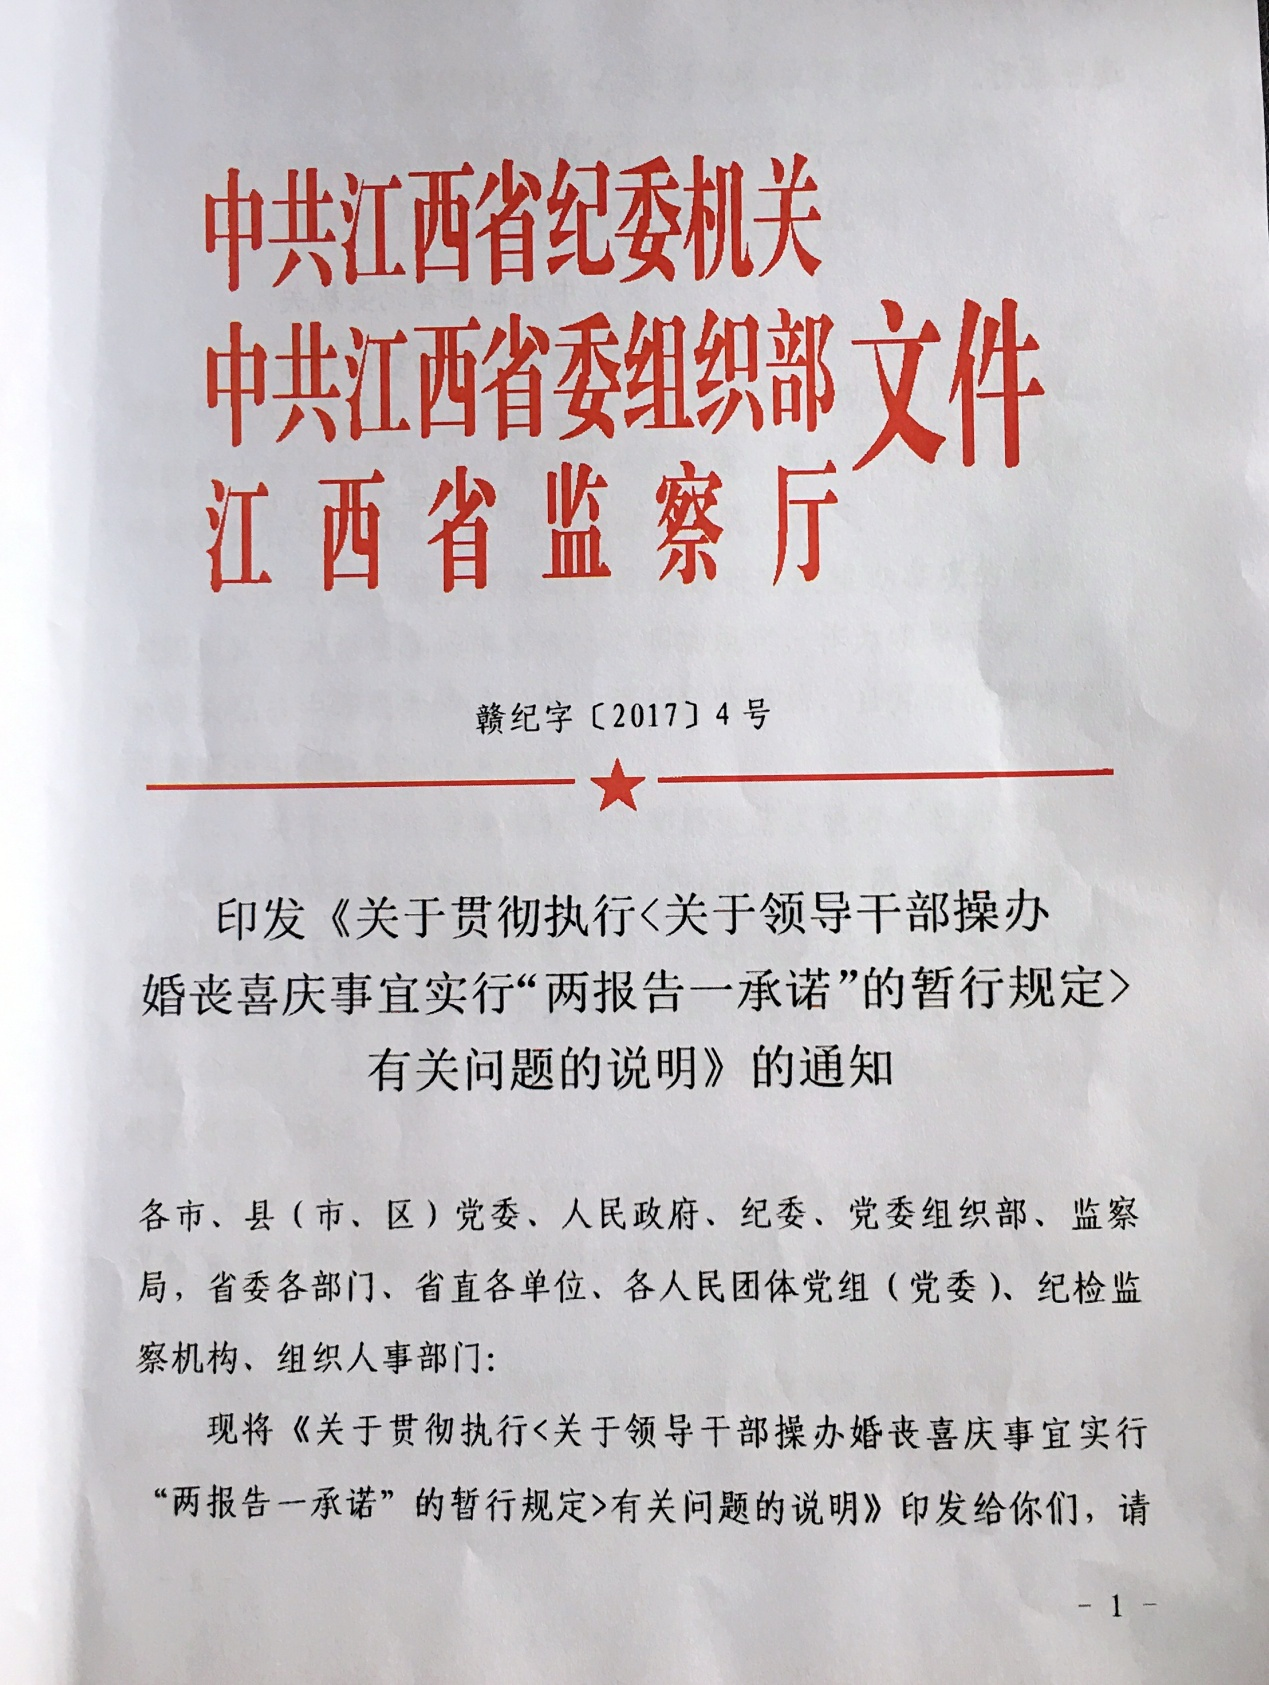 中共江西省纪委机关
中共江西省委组织部文件
江西省监察厅
赣纪字〔2017〕4号
印发《关于贯彻执行<关于领导干部操办
婚丧喜庆事宜实行“两报告一承诺”的暂行规定>
有关问题的说明》的通知
各市、县（市、区）党委、人民政府、纪委、党委组织部、监察
局，省委各部门、省直各单位、各人民团体党组（党委）、纪检监
察机构、组织人事部门：
现将《关于贯彻执行<关于领导干部操办婚丧喜庆事宜实行
“两报告一承诺”的暂行规定>有关问题的说明》印发给你们，请
- 1 -